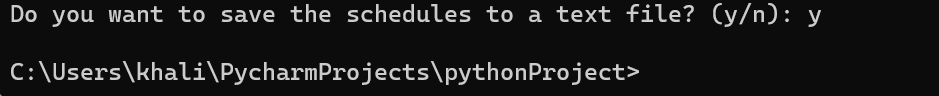 Do you want to save the schedules to a text file? (y/n): y
C:\Users\khali\PycharmProjects\pythonProject>